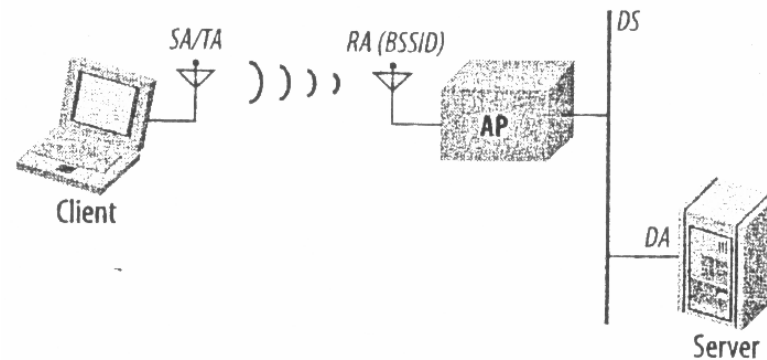 SA/TA
RA (BSSID)
DS
AP
Client
DA
Server